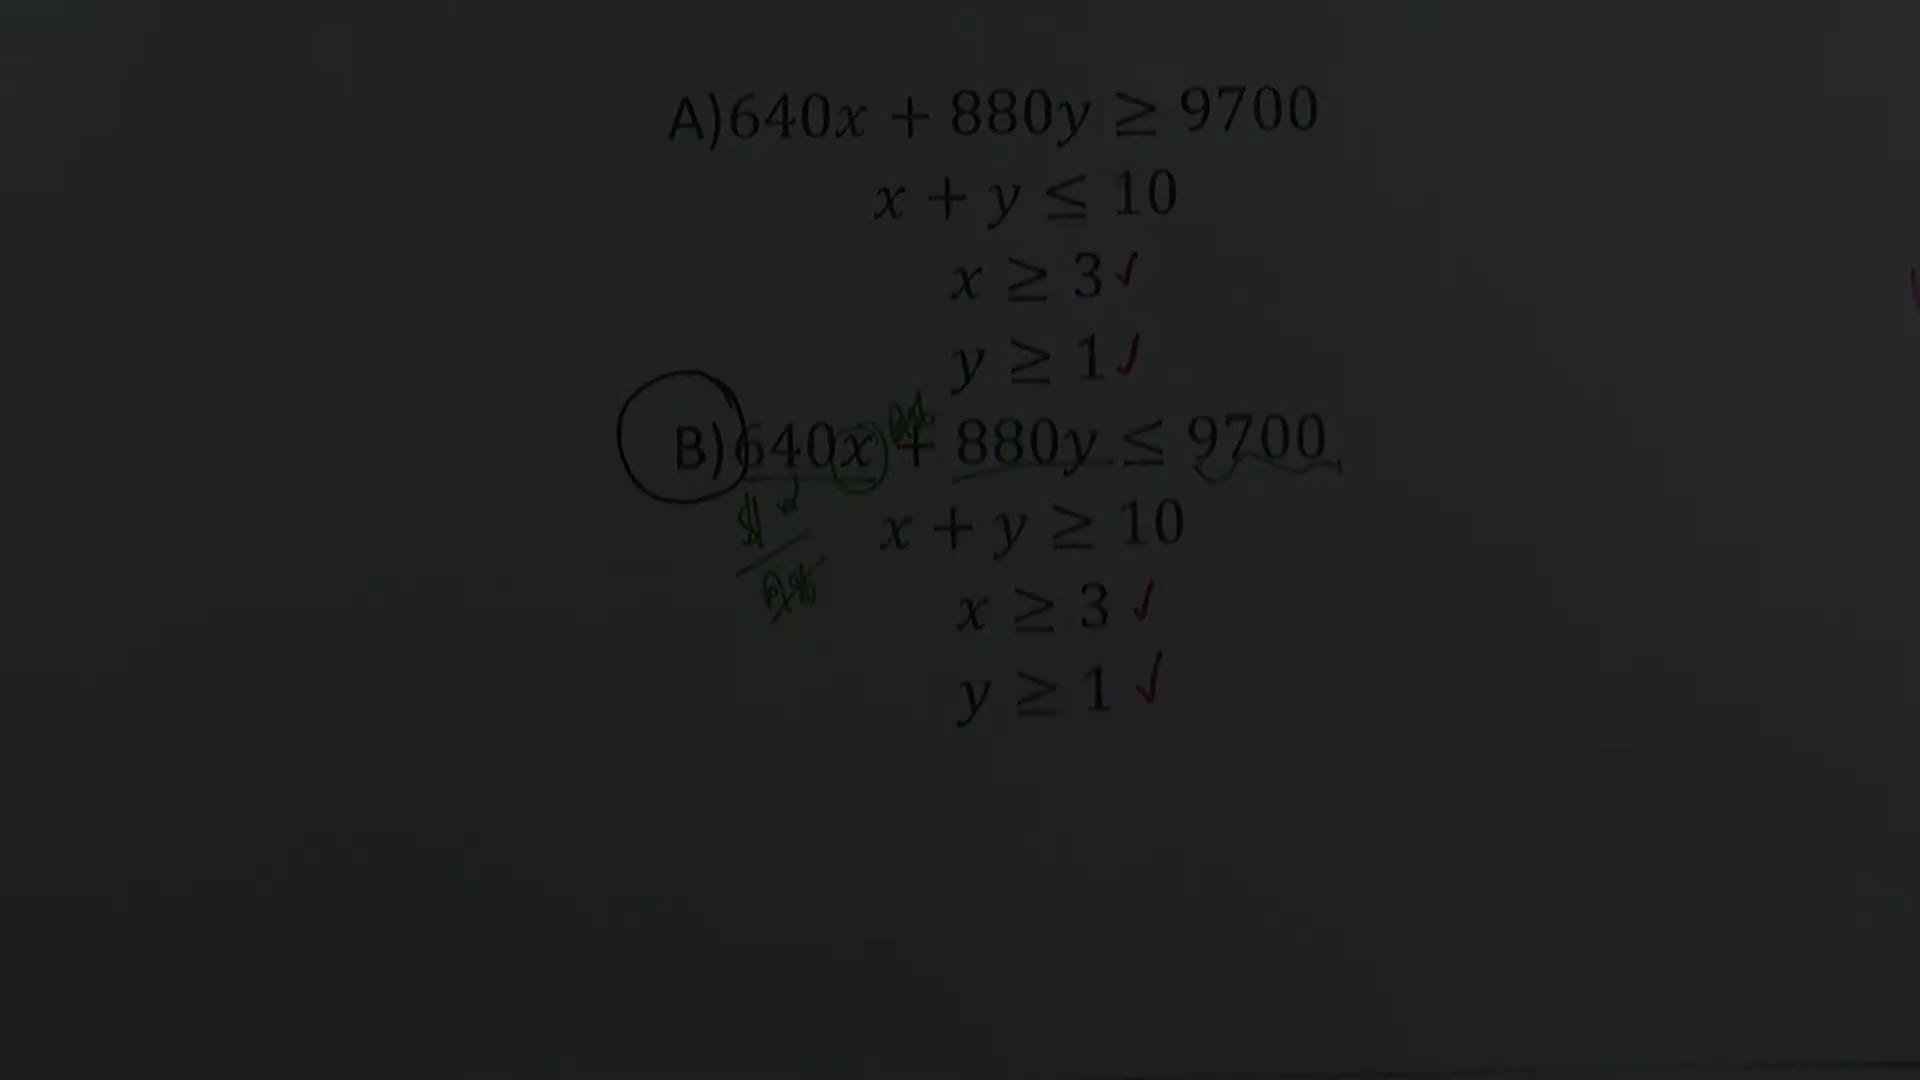 A)640x + 880y ≥ 9700
x + y ≤ 10
x ≥ 3 ✓
y ≥ 1 ✓
B)640x + 880y ≤ 9700
$
x + y ≥ 10
x ≥ 3 ✓
y ≥ 1 ✓